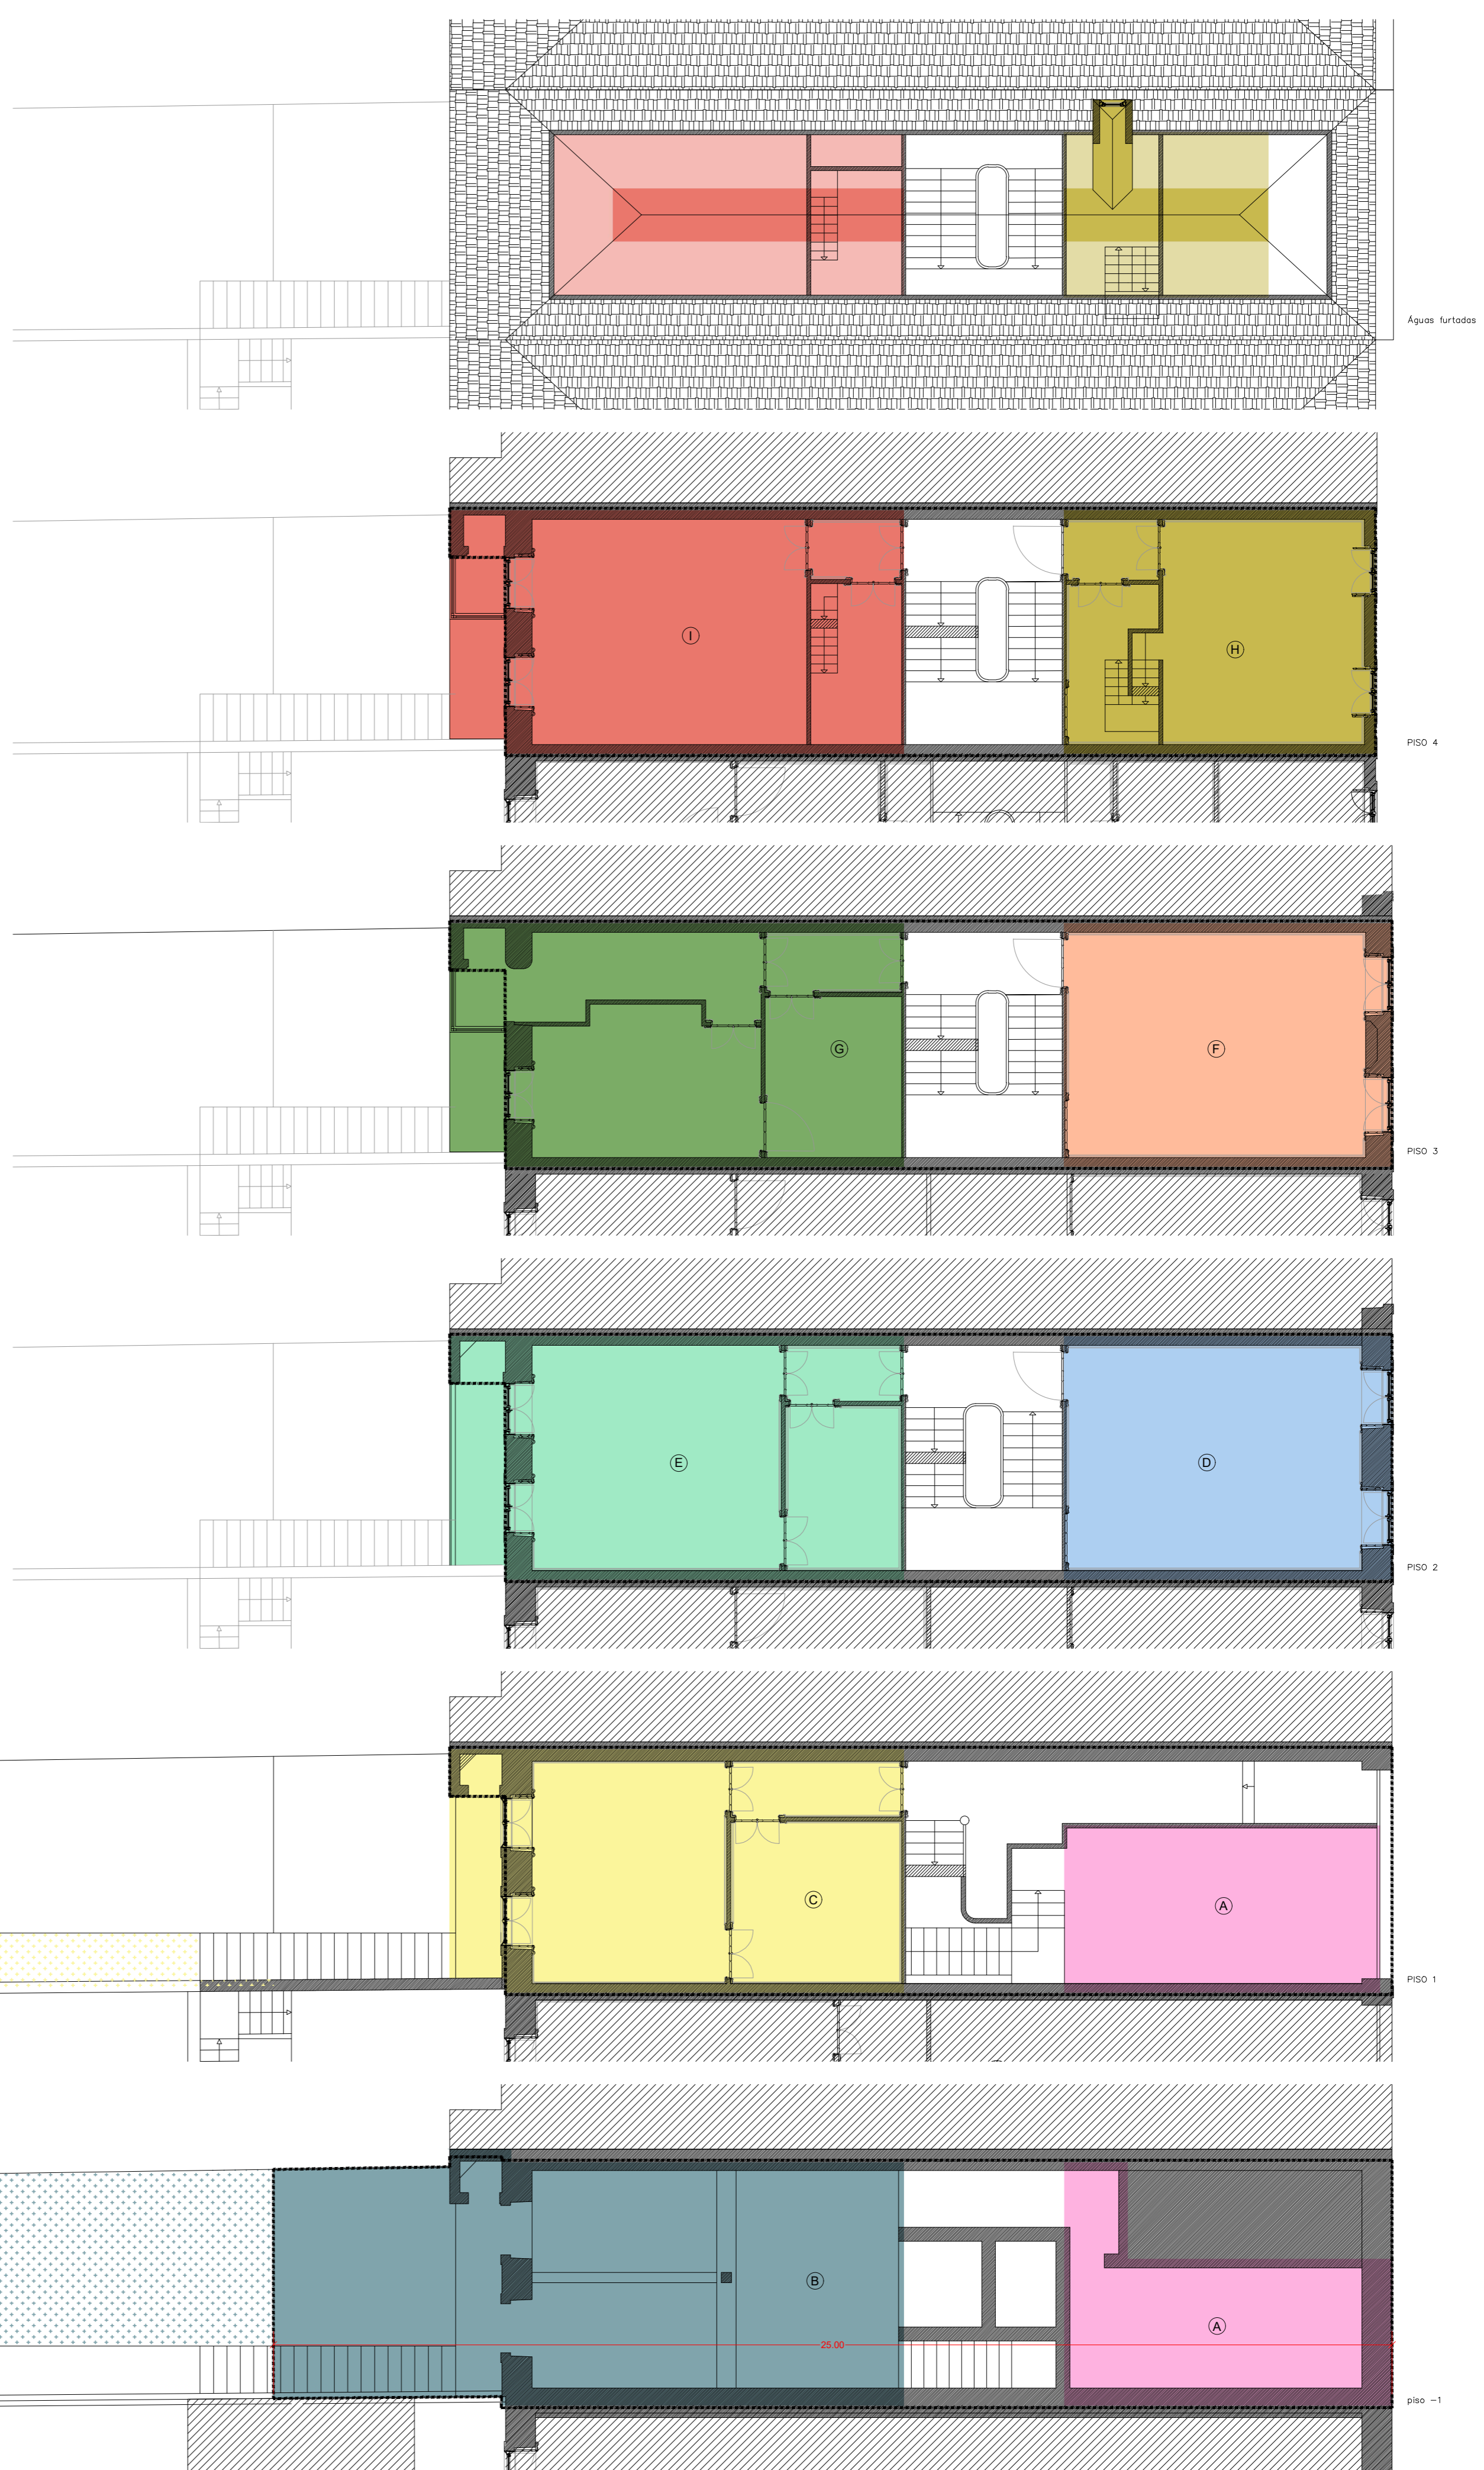 Águas furtadas
I
H
PISO 4
G
F
PISO 3
E
D
PISO 2
C
A
PISO 1
B
A
25.00
piso -1